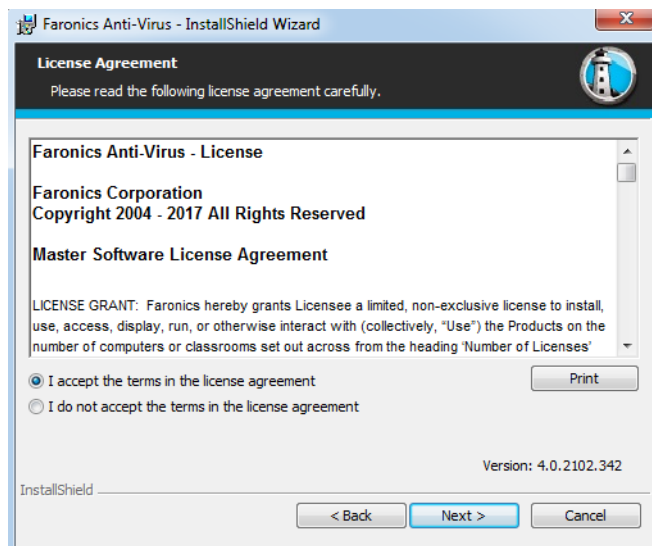 Faronics Anti-Virus - InstallShield Wizard
License Agreement
Please read the following license agreement carefully.
Faronics Anti-Virus - License
Faronics Corporation
Copyright 2004 - 2017 All Rights Reserved
Master Software License Agreement
LICENSE GRANT:  Faronics hereby grants Licensee a limited, non-exclusive license to install,
use, access, display, run, or otherwise interact with (collectively, “Use”) the Products on the
number of computers or classrooms set out across from the heading ‘Number of Licenses’
I accept the terms in the license agreement
Print
I do not accept the terms in the license agreement
Version: 4.0.2102.342
InstallShield
< Back
Next >
Cancel